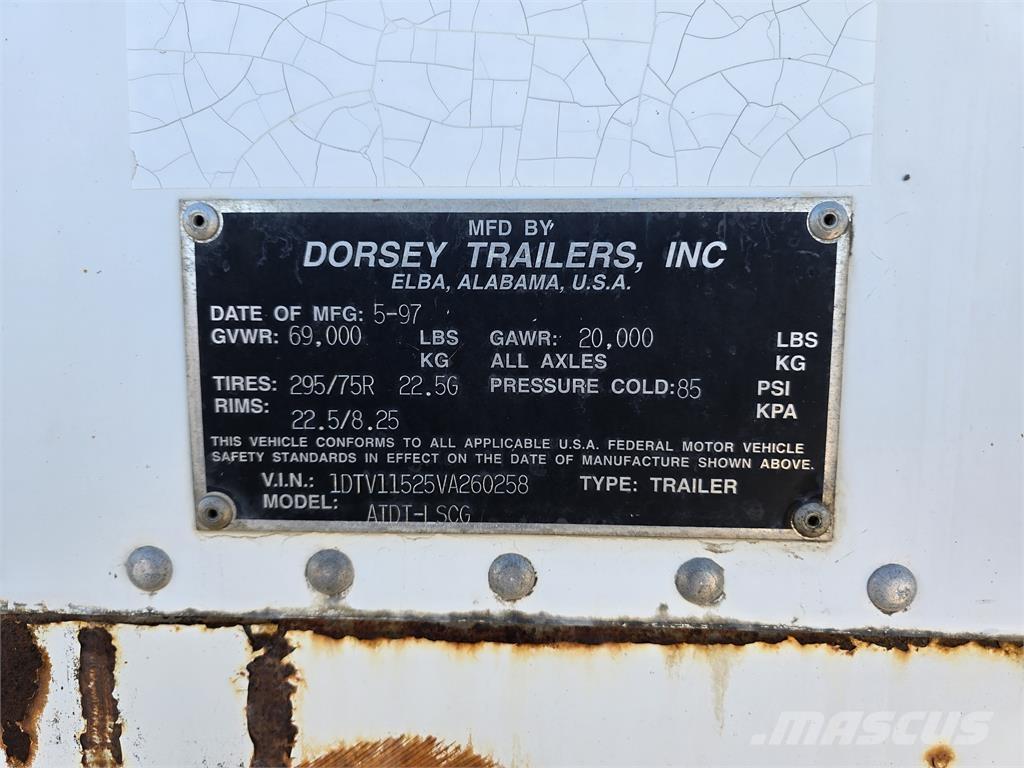 MFD BY
DORSEY TRAILERS, INC
ELBA, ALABAMA, U.S.A.
DATE OF MFG: 5-97
GVWR: 69,000 LBS GAWR: 20,000 LBS
KG ALL AXLES KG
TIRES: 295/75R 22.5G PRESSURE COLD: 85 PSI
RIMS: 22.5/8.25 KPA
THIS VEHICLE CONFORMS TO ALL APPLICABLE U.S.A. FEDERAL MOTOR VEHICLE
SAFETY STANDARDS IN EFFECT ON THE DATE OF MANUFACTURE SHOWN ABOVE.
V.I.N.: 1DTV11525VA260258 TYPE: TRAILER
MODEL: ATDT-LSCG
MASCUS